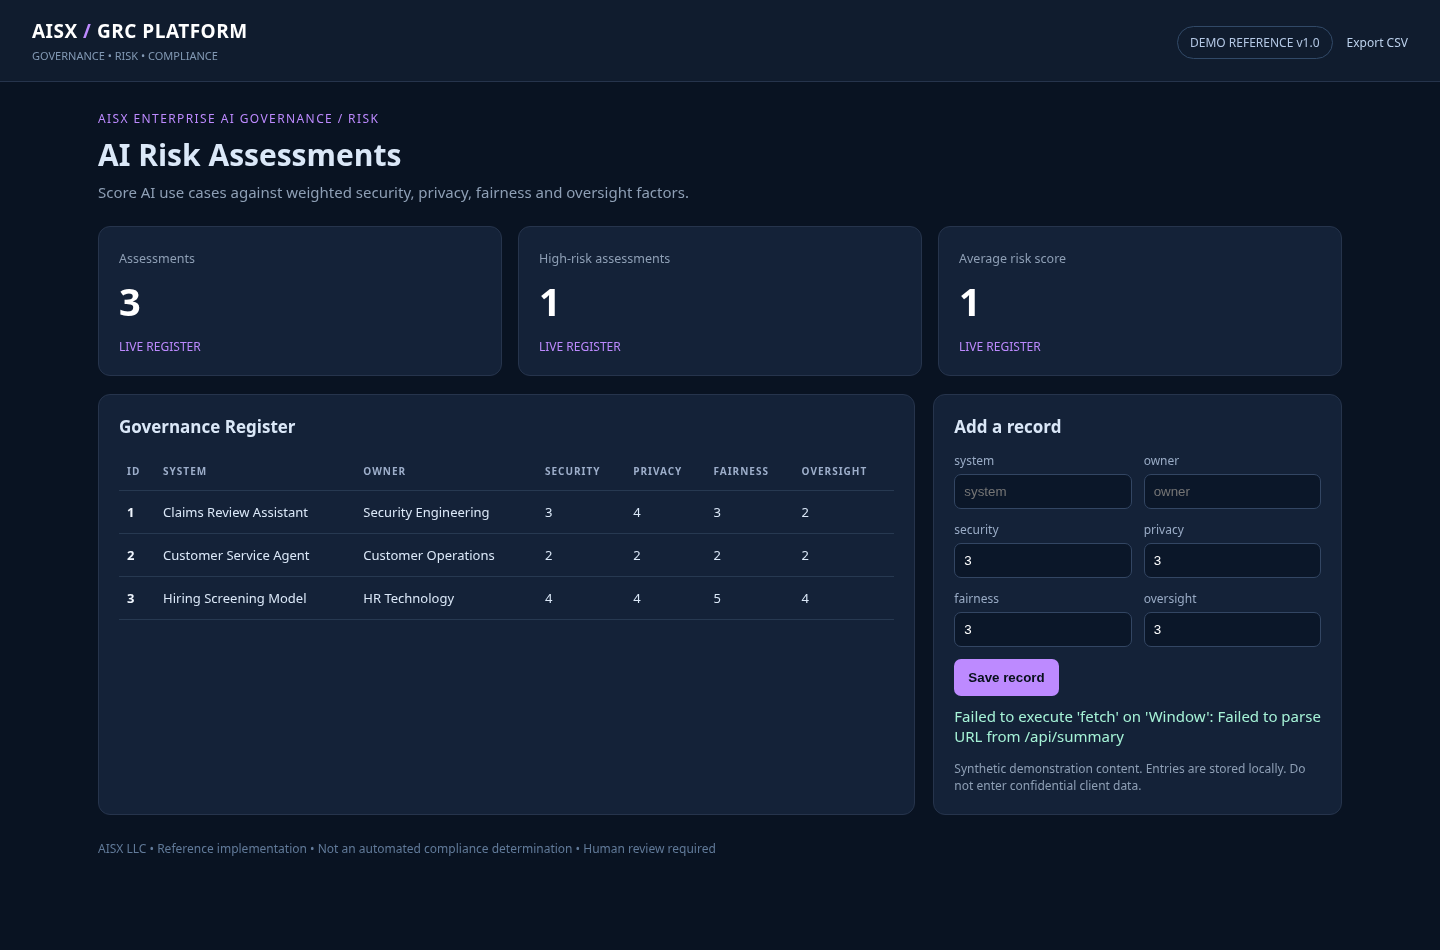 AISX / GRC PLATFORM
GOVERNANCE • RISK • COMPLIANCE
DEMO REFERENCE v1.0
Export CSV
AISX ENTERPRISE AI GOVERNANCE / RISK
AI Risk Assessments
Score AI use cases against weighted security, privacy, fairness and oversight factors.
Assessments
3
LIVE REGISTER
High-risk assessments
1
LIVE REGISTER
Average risk score
1
LIVE REGISTER
Governance Register
ID SYSTEM OWNER SECURITY PRIVACY FAIRNESS OVERSIGHT
1 Claims Review Assistant Security Engineering 3 4 3 2
2 Customer Service Agent Customer Operations 2 2 2 2
3 Hiring Screening Model HR Technology 4 4 5 4
Add a record
system owner
system owner
security privacy
3 3
fairness oversight
3 3
Save record
Failed to execute 'fetch' on 'Window': Failed to parse
URL from /api/summary
Synthetic demonstration content. Entries are stored locally. Do
not enter confidential client data.
AISX LLC • Reference implementation • Not an automated compliance determination • Human review required